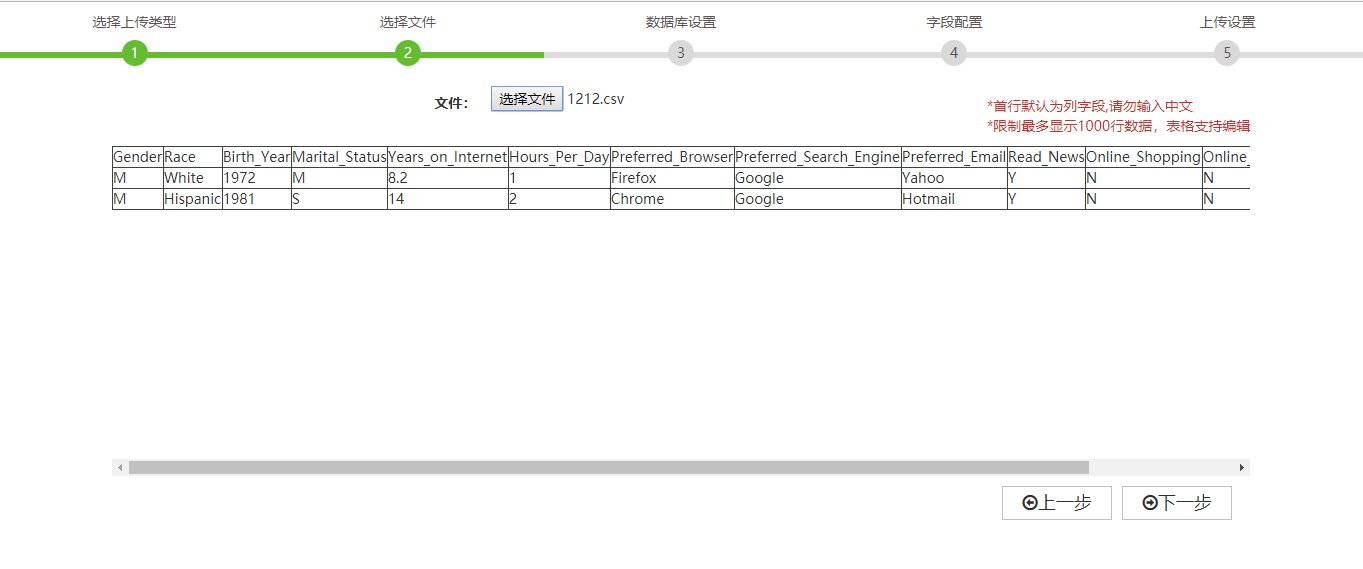 选择上传类型 选择文件 数据库设置 字段配置 上传设置
1 2 3 4 5
文件： 选择文件 1212.csv
*首行默认为列字段,请勿输入中文
*限制最多显示1000行数据，表格支持编辑
Gender Race Birth_Year Marital_Status Years_on_Internet Hours_Per_Day Preferred_Browser Preferred_Search_Engine Preferred_Email Read_News Online_Shopping Online_
M White 1972 M 8.2 1 Firefox Google Yahoo Y N N
M Hispanic 1981 S 14 2 Chrome Google Hotmail Y N N
上一步 下一步